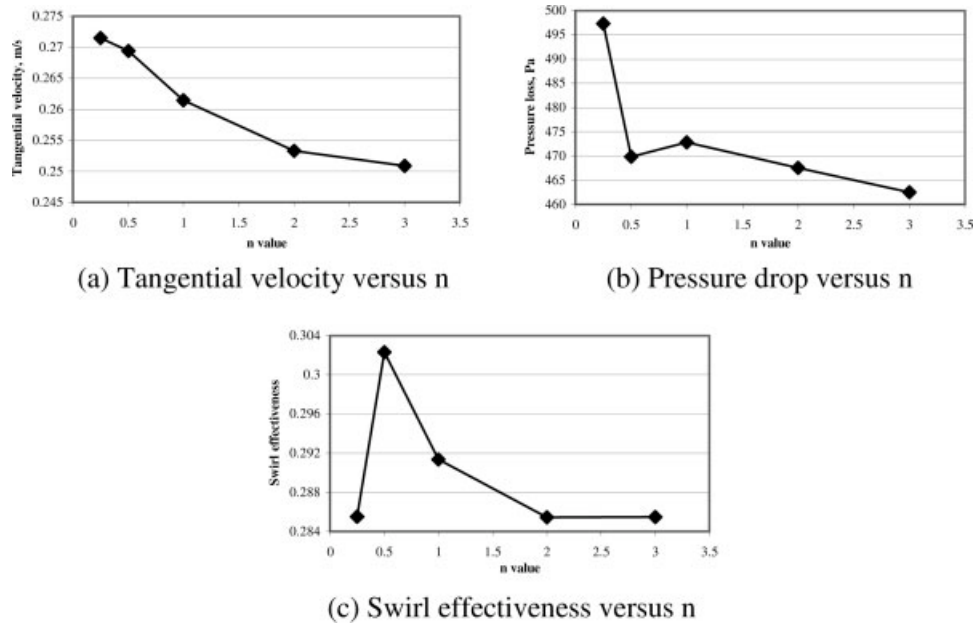 0.275
0.27
0.265
0.26
0.255
0.25
0.245
Tangential velocity, m/s
0 0.5 1 1.5 2 2.5 3 3.5
n value
(a) Tangential velocity versus n
500
495
490
485
480
475
470
465
460
Pressure loss, Pa
0 0.5 1 1.5 2 2.5 3 3.5
n value
(b) Pressure drop versus n
0.304
0.3
0.296
0.292
0.288
0.284
Swirl effectiveness
0 0.5 1 1.5 2 2.5 3 3.5
n value
(c) Swirl effectiveness versus n